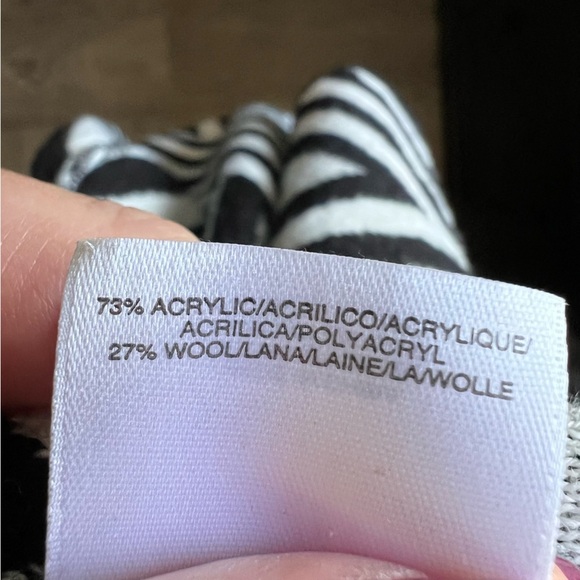 73% ACRYLIC/ACRILICO/ACRYLIQUE/
ACRILICA/POLYACRYL
27% WOOL/LANA/LAINE/LA/WOLLE